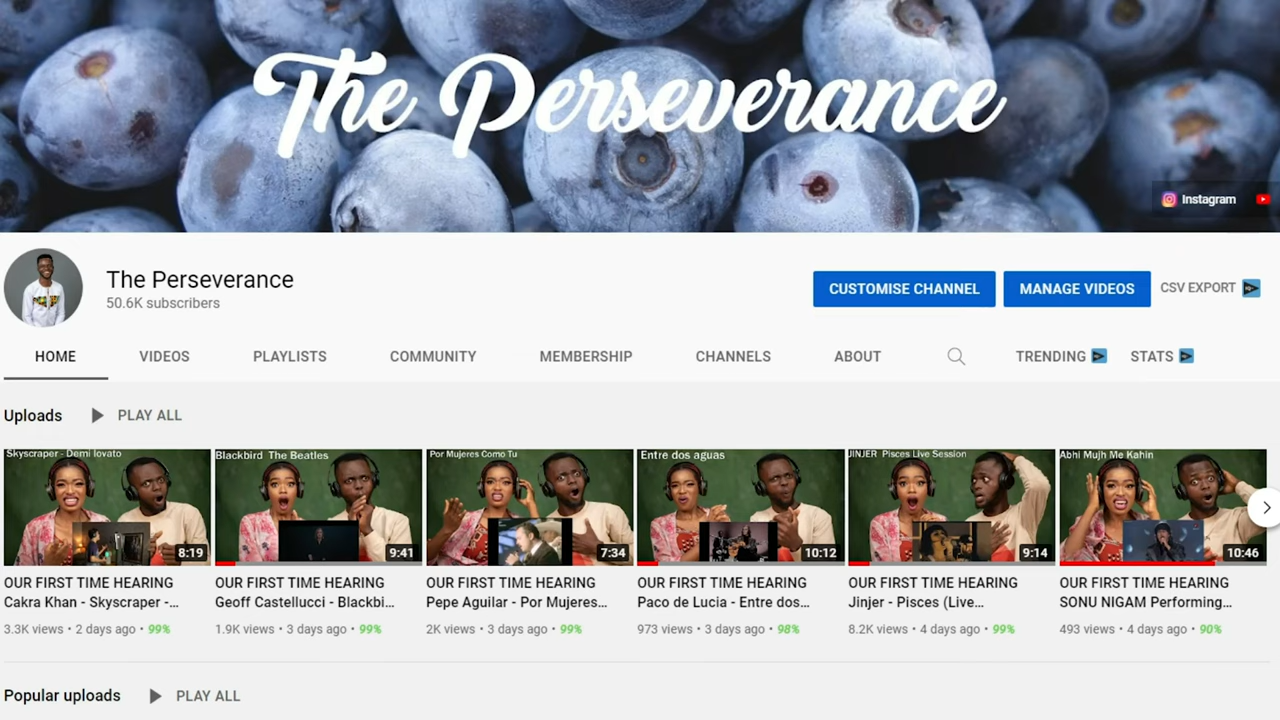 The Perseverance
Instagram
The Perseverance
50.6K subscribers
CUSTOMISE CHANNEL
MANAGE VIDEOS
CSV EXPORT
HOME
VIDEOS
PLAYLISTS
COMMUNITY
MEMBERSHIP
CHANNELS
ABOUT
TRENDING
STATS
Uploads
PLAY ALL
Skyscraper - Demi lovato
8:19
OUR FIRST TIME HEARING
Cakra Khan - Skyscraper -...
3.3K views • 2 days ago • 99%
Blackbird The Beatles
9:41
OUR FIRST TIME HEARING
Geoff Castellucci - Blackbi...
1.9K views • 3 days ago • 99%
Por Mujeres Como Tu
7:34
OUR FIRST TIME HEARING
Pepe Aguilar - Por Mujeres...
2K views • 3 days ago • 99%
Entre dos aguas
10:12
OUR FIRST TIME HEARING
Paco de Lucia - Entre dos...
973 views • 3 days ago • 98%
JINJER Pisces Live Session
9:14
OUR FIRST TIME HEARING
Jinjer - Pisces (Live...
8.2K views • 4 days ago • 99%
Abhi Mujh Me Kahin
10:46
OUR FIRST TIME HEARING
SONU NIGAM Performing...
493 views • 4 days ago • 90%
Popular uploads
PLAY ALL